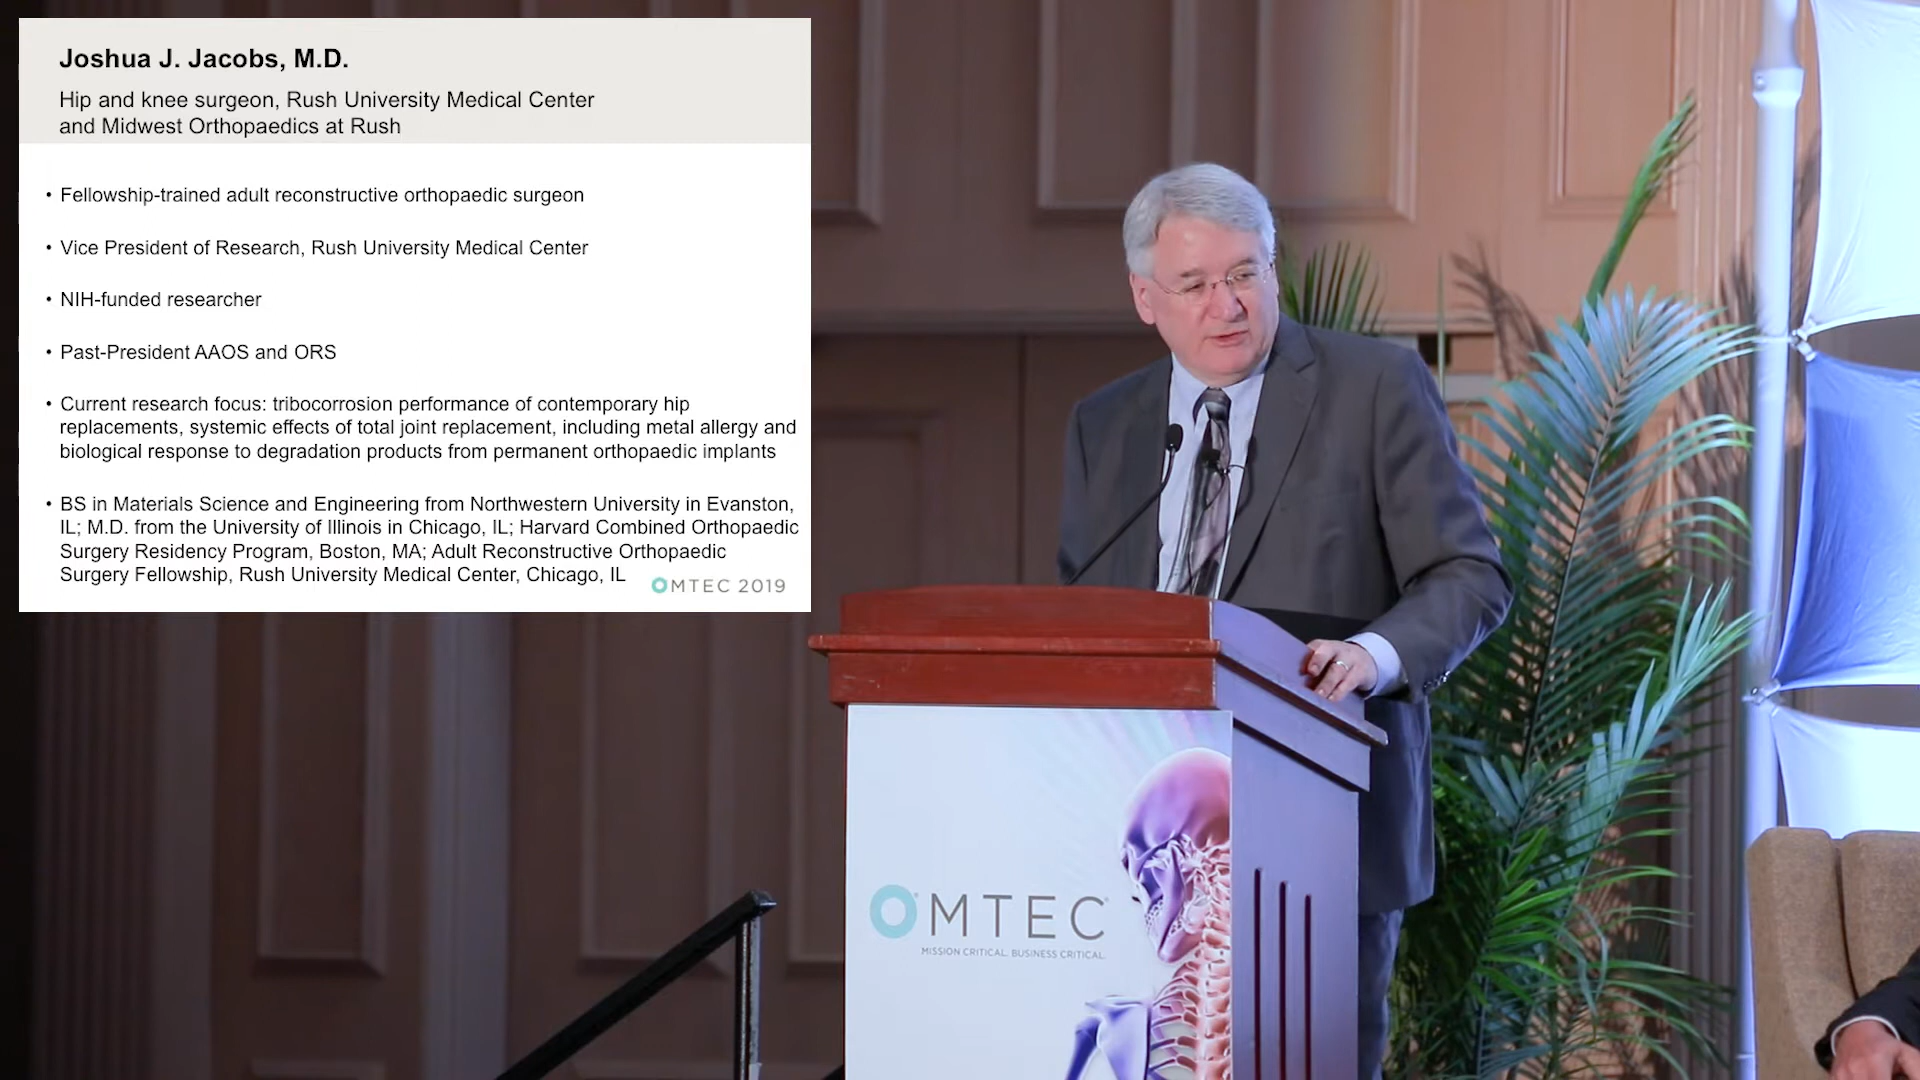 Joshua J. Jacobs, M.D.
Hip and knee surgeon, Rush University Medical Center
and Midwest Orthopaedics at Rush
• Fellowship-trained adult reconstructive orthopaedic surgeon
• Vice President of Research, Rush University Medical Center
• NIH-funded researcher
• Past-President AAOS and ORS
• Current research focus: tribocorrosion performance of contemporary hip
replacements, systemic effects of total joint replacement, including metal allergy and
biological response to degradation products from permanent orthopaedic implants
• BS in Materials Science and Engineering from Northwestern University in Evanston,
IL; M.D. from the University of Illinois in Chicago, IL; Harvard Combined Orthopaedic
Surgery Residency Program, Boston, MA; Adult Reconstructive Orthopaedic
Surgery Fellowship, Rush University Medical Center, Chicago, IL
OMTEC 2019
OMTEC
MISSION CRITICAL. BUSINESS CRITICAL.